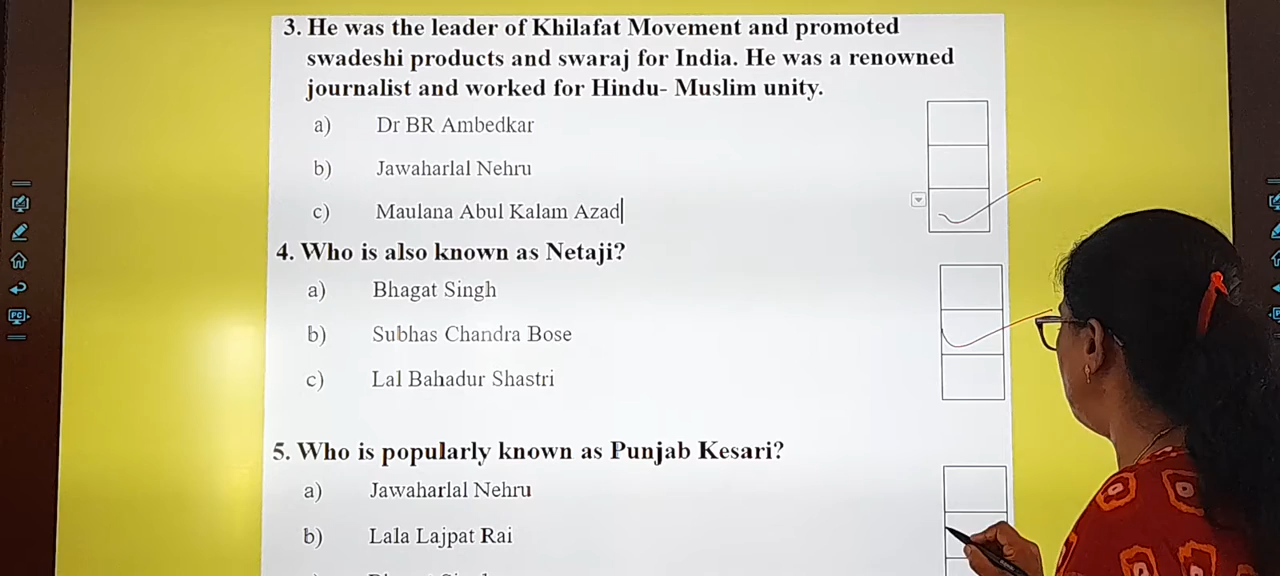 3. He was the leader of Khilafat Movement and promoted
swadeshi products and swaraj for India. He was a renowned
journalist and worked for Hindu- Muslim unity.
a) Dr BR Ambedkar
b) Jawaharlal Nehru
c) Maulana Abul Kalam Azad
4. Who is also known as Netaji?
a) Bhagat Singh
b) Subhas Chandra Bose
c) Lal Bahadur Shastri
5. Who is popularly known as Punjab Kesari?
a) Jawaharlal Nehru
b) Lala Lajpat Rai
PC